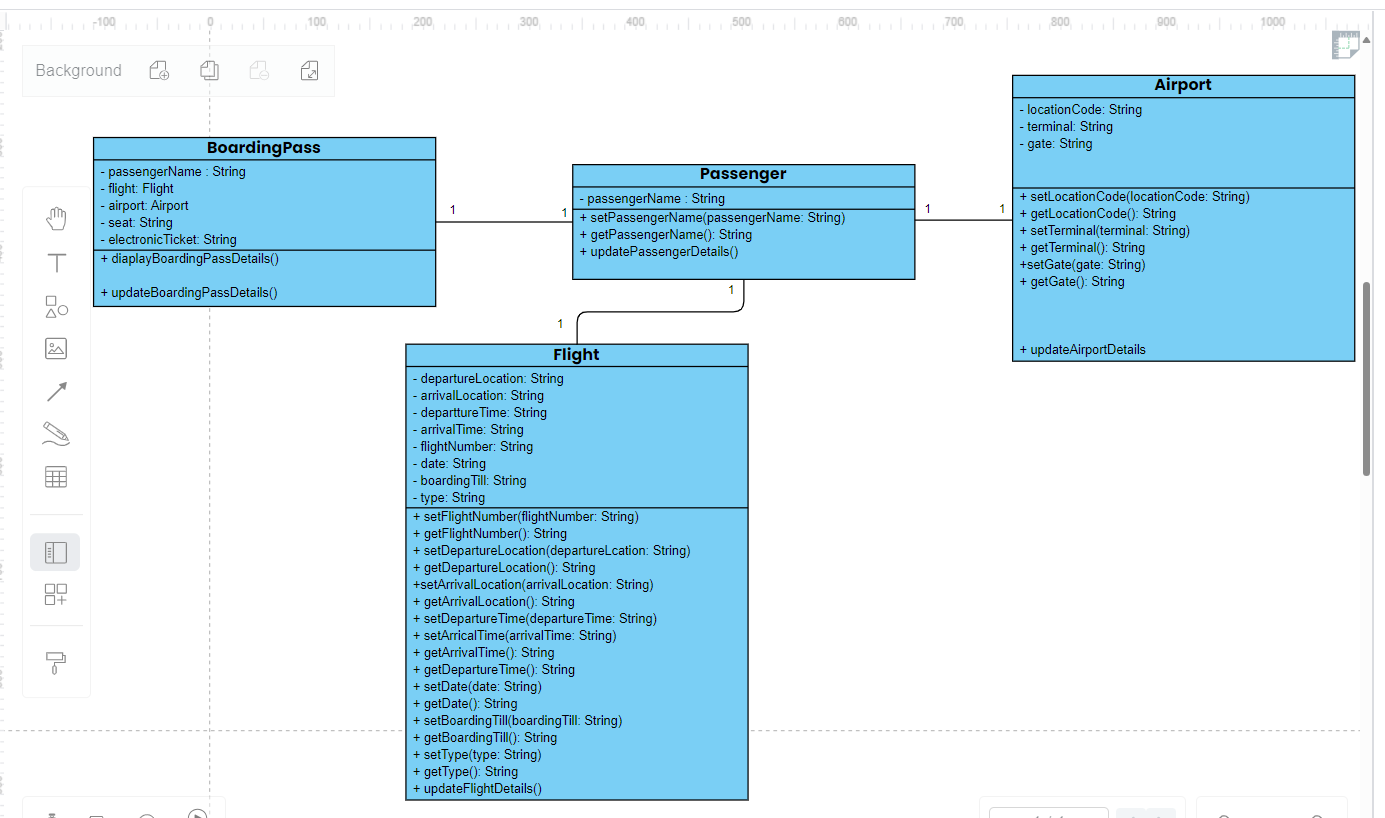 -100 0 100 200 300 400 500 600 700 800 900 1000
Background
BoardingPass
- passengerName : String
- flight: Flight
- airport: Airport
- seat: String
- electronicTicket: String
+ diaplayBoardingPassDetails()
+ updateBoardingPassDetails()
1
1
Passenger
- passengerName : String
+ setPassengerName(passengerName: String)
+ getPassengerName(): String
+ updatePassengerDetails()
1
1
Airport
- locationCode: String
- terminal: String
- gate: String
+ setLocationCode(locationCode: String)
+ getLocationCode(): String
+ setTerminal(terminal: String)
+ getTerminal(): String
+setGate(gate: String)
+ getGate(): String
+ updateAirportDetails
1
1
Flight
- departureLocation: String
- arrivalLocation: String
- departtureTime: String
- arrivalTime: String
- flightNumber: String
- date: String
- boardingTill: String
- type: String
+ setFlightNumber(flightNumber: String)
+ getFlightNumber(): String
+ setDepartureLocation(departureLcation: String)
+ getDepartureLocation(): String
+setArrivalLocation(arrivalLocation: String)
+ getArrivalLocation(): String
+ setDepartureTime(departureTime: String)
+ setArricalTime(arrivalTime: String)
+ getArrivalTime(): String
+ getDepartureTime(): String
+ setDate(date: String)
+ getDate(): String
+ setBoardingTill(boardingTill: String)
+ getBoardingTill(): String
+ setType(type: String)
+ getType(): String
+ updateFlightDetails()